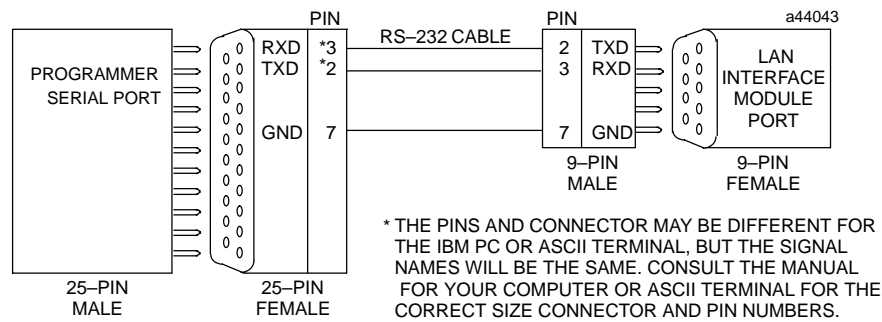 PIN
PIN
a44043
RXD *3 RS–232 CABLE 2 TXD
TXD *2 3 RXD
GND 7 7 GND
PROGRAMMER
SERIAL PORT
LAN
INTERFACE
MODULE
PORT
25–PIN
MALE
25–PIN
FEMALE
9–PIN
MALE
9–PIN
FEMALE
* THE PINS AND CONNECTOR MAY BE DIFFERENT FOR
THE IBM PC OR ASCII TERMINAL, BUT THE SIGNAL
NAMES WILL BE THE SAME. CONSULT THE MANUAL
FOR YOUR COMPUTER OR ASCII TERMINAL FOR THE
CORRECT SIZE CONNECTOR AND PIN NUMBERS.